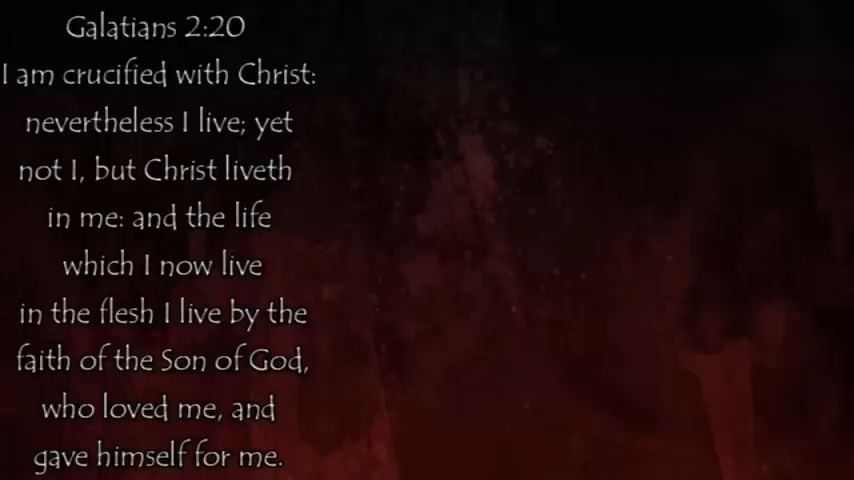 Galatians 2:20
I am crucified with Christ:
nevertheless I live; yet
not I, but Christ liveth
in me: and the life
which I now live
in the flesh I live by the
faith of the Son of God,
who loved me, and
gave himself for me.